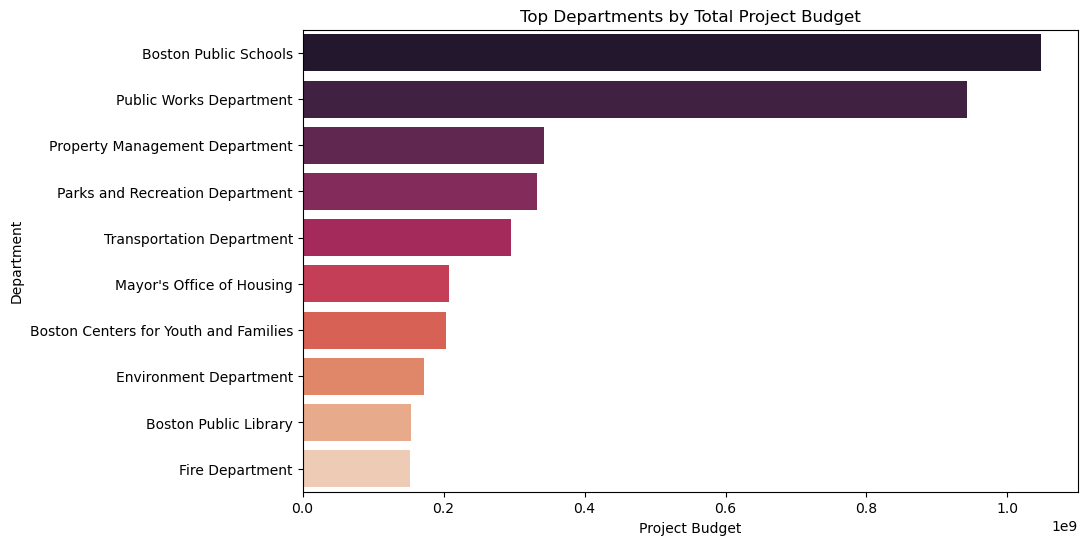 Top Departments by Total Project Budget
Department
Boston Public Schools
Public Works Department
Property Management Department
Parks and Recreation Department
Transportation Department
Mayor's Office of Housing
Boston Centers for Youth and Families
Environment Department
Boston Public Library
Fire Department
0.0 0.2 0.4 0.6 0.8 1.0
1e9
Project Budget